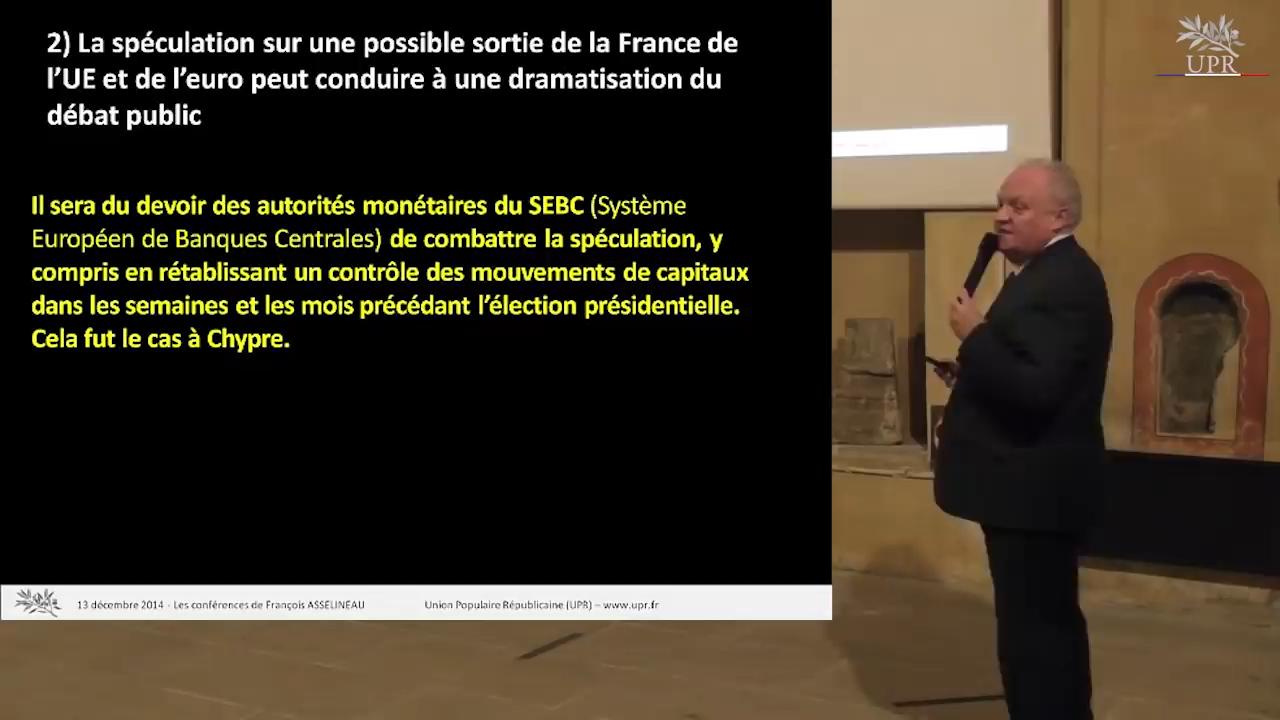 2) La spéculation sur une possible sortie de la France de
l'UE et de l'euro peut conduire à une dramatisation du
débat public
UPR
Il sera du devoir des autorités monétaires du SEBC (Système
Européen de Banques Centrales) de combattre la spéculation, y
compris en rétablissant un contrôle des mouvements de capitaux
dans les semaines et les mois précédant l'élection présidentielle.
Cela fut le cas à Chypre.
13 décembre 2014 - Les conférences de François ASSELINEAU
Union Populaire Républicaine (UPR) – www.upr.fr